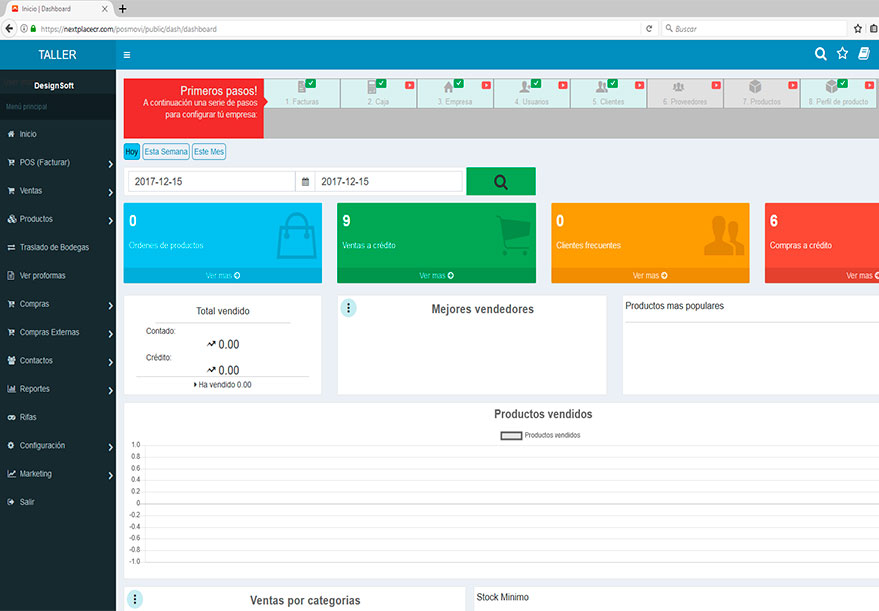 Inicio | Dashboard
https://nextplacecr.com/posmovi/public/dash/dashboard
Buscar
TALLER
DesignSoft
Menú principal
Inicio
POS (Facturar)
Ventas
Productos
Traslado de Bodegas
Ver proformas
Compras
Compras Externas
Contactos
Reportes
Rifas
Configuración
Marketing
Salir
Primeros pasos!
A continuación una serie de pasos
para configurar tú empresa:
1. Facturas
2. Caja
3. Empresa
4. Usuarios
5. Clientes
6. Proveedores
7. Productos
8. Perfil de producto
Hoy
Esta Semana
Este Mes
2017-12-15
2017-12-15
0
Ordenes de productos
Ver mas
9
Ventas a crédito
Ver mas
0
Clientes frecuentes
Ver mas
6
Compras a crédito
Ver mas
Total vendido
Contado:
0.00
Crédito:
0.00
Ha vendido 0.00
Mejores vendedores
Productos mas populares
Productos vendidos
Productos vendidos
1.0
0.8
0.6
0.4
0.2
0
-0.2
-0.4
-0.6
-0.8
-1.0
Ventas por categorias
Stock Minimo